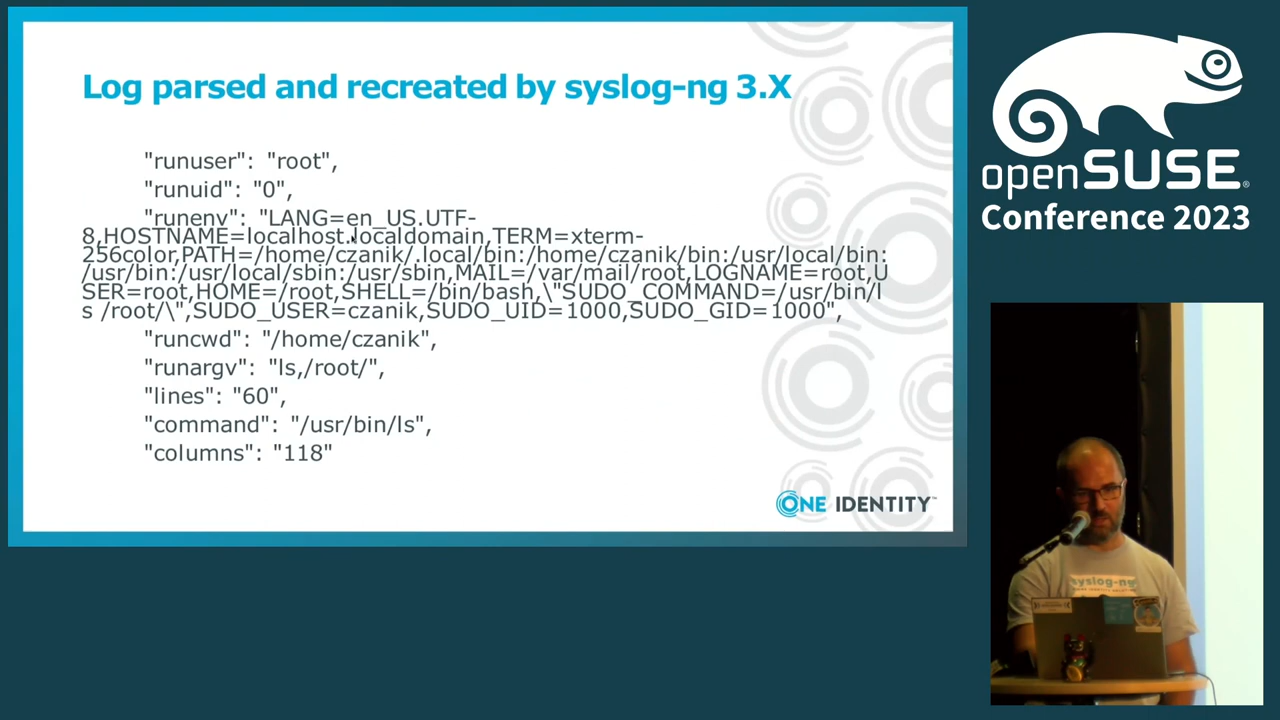 Log parsed and recreated by syslog-ng 3.X
"runuser": "root",
"runuid": "0",
"runenv": "LANG=en_US.UTF-
8,HOSTNAME=localhost.localdomain,TERM=xterm-
256color,PATH=/home/czanik/.local/bin:/home/czanik/bin:/usr/local/bin:
/usr/bin:/usr/local/sbin:/usr/sbin,MAIL=/var/mail/root,LOGNAME=root,U
SER=root,HOME=/root,SHELL=/bin/bash,\"SUDO_COMMAND=/usr/bin/l
s /root/\",SUDO_USER=czanik,SUDO_UID=1000,SUDO_GID=1000",
"runcwd": "/home/czanik",
"runargv": "ls,/root/",
"lines": "60",
"command": "/usr/bin/ls",
"columns": "118"
ONE IDENTITY™
openSUSE®
Conference 2023
syslog-ng